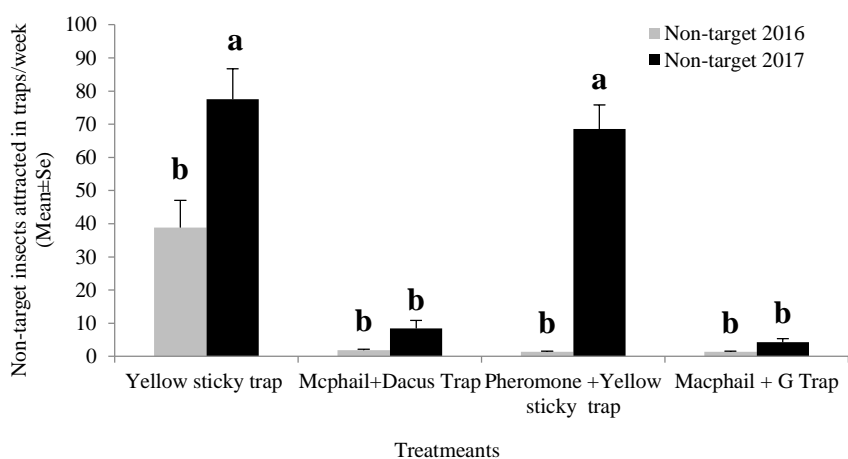 Non-target insects attracted in traps/week
(Mean±Se)
100
90
80
70
60
50
40
30
20
10
0
Non-target 2016
Non-target 2017
b
a
b
b
b
a
b
b
Yellow sticky trap
Mcphail+Dacus Trap
Pheromone +Yellow
sticky trap
Macphail + G Trap
Treatmeants